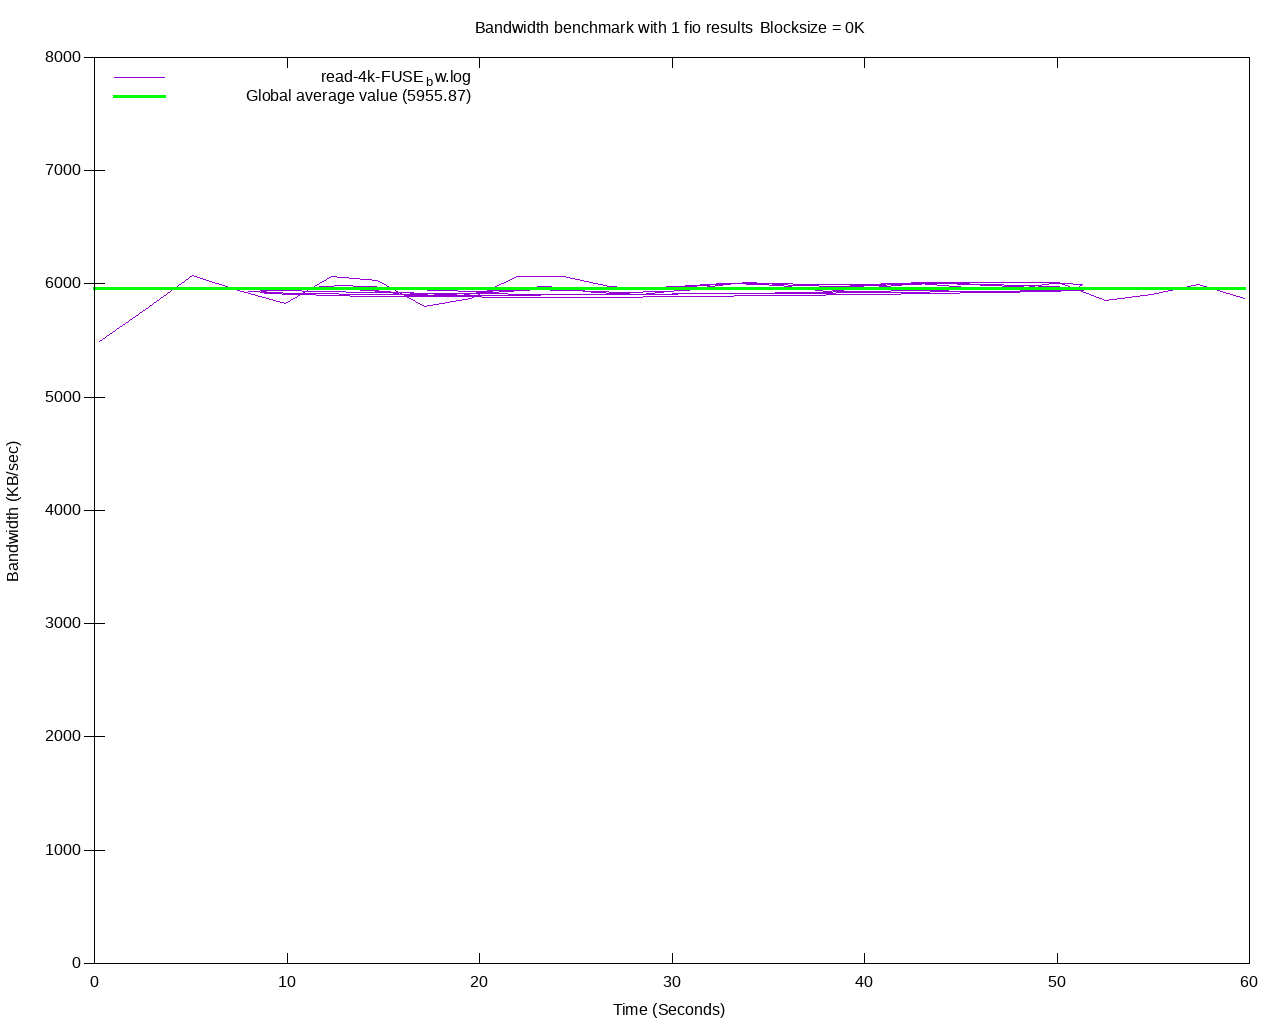 Bandwidth benchmark with 1 fio results Blocksize = 0K
read-4k-FUSE_bw.log
Global average value (5955.87)
8000
7000
6000
5000
4000
3000
2000
1000
0
Bandwidth (KB/sec)
0 10 20 30 40 50 60
Time (Seconds)